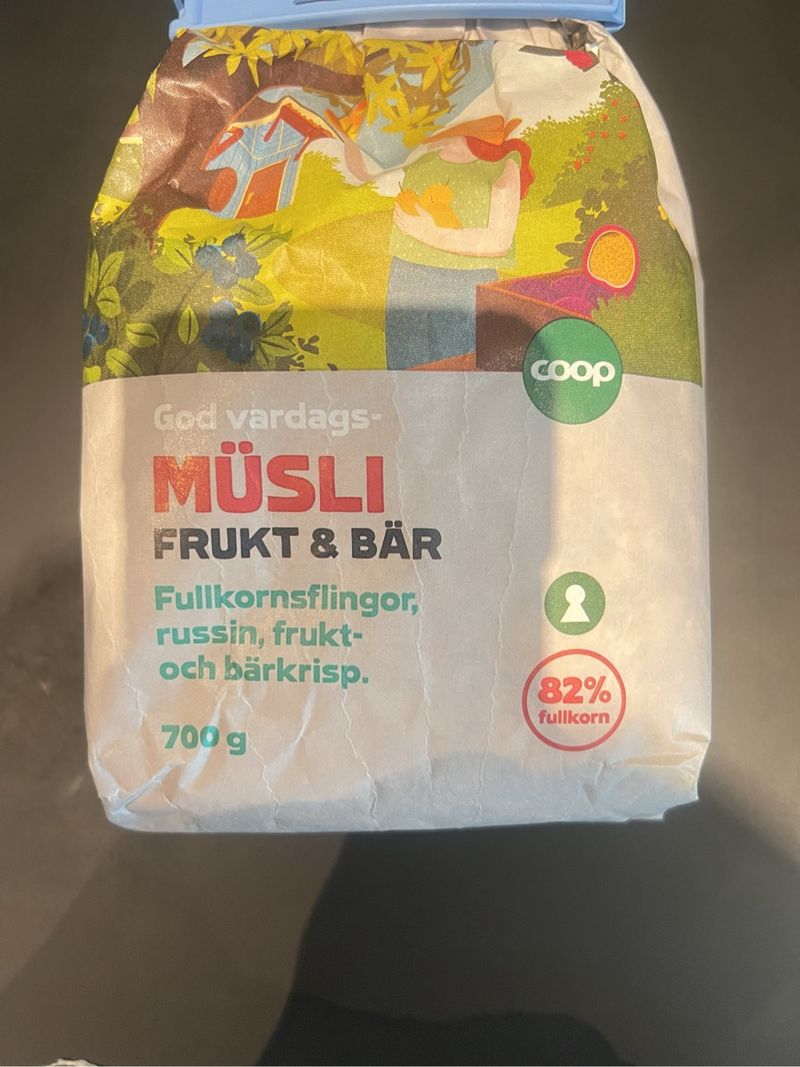 coop
God vardags-
MÜSLI
FRUKT & BÄR
Fullkornsflingor,
russin, frukt-
och bärkrisp.
700 g
82%
fullkorn